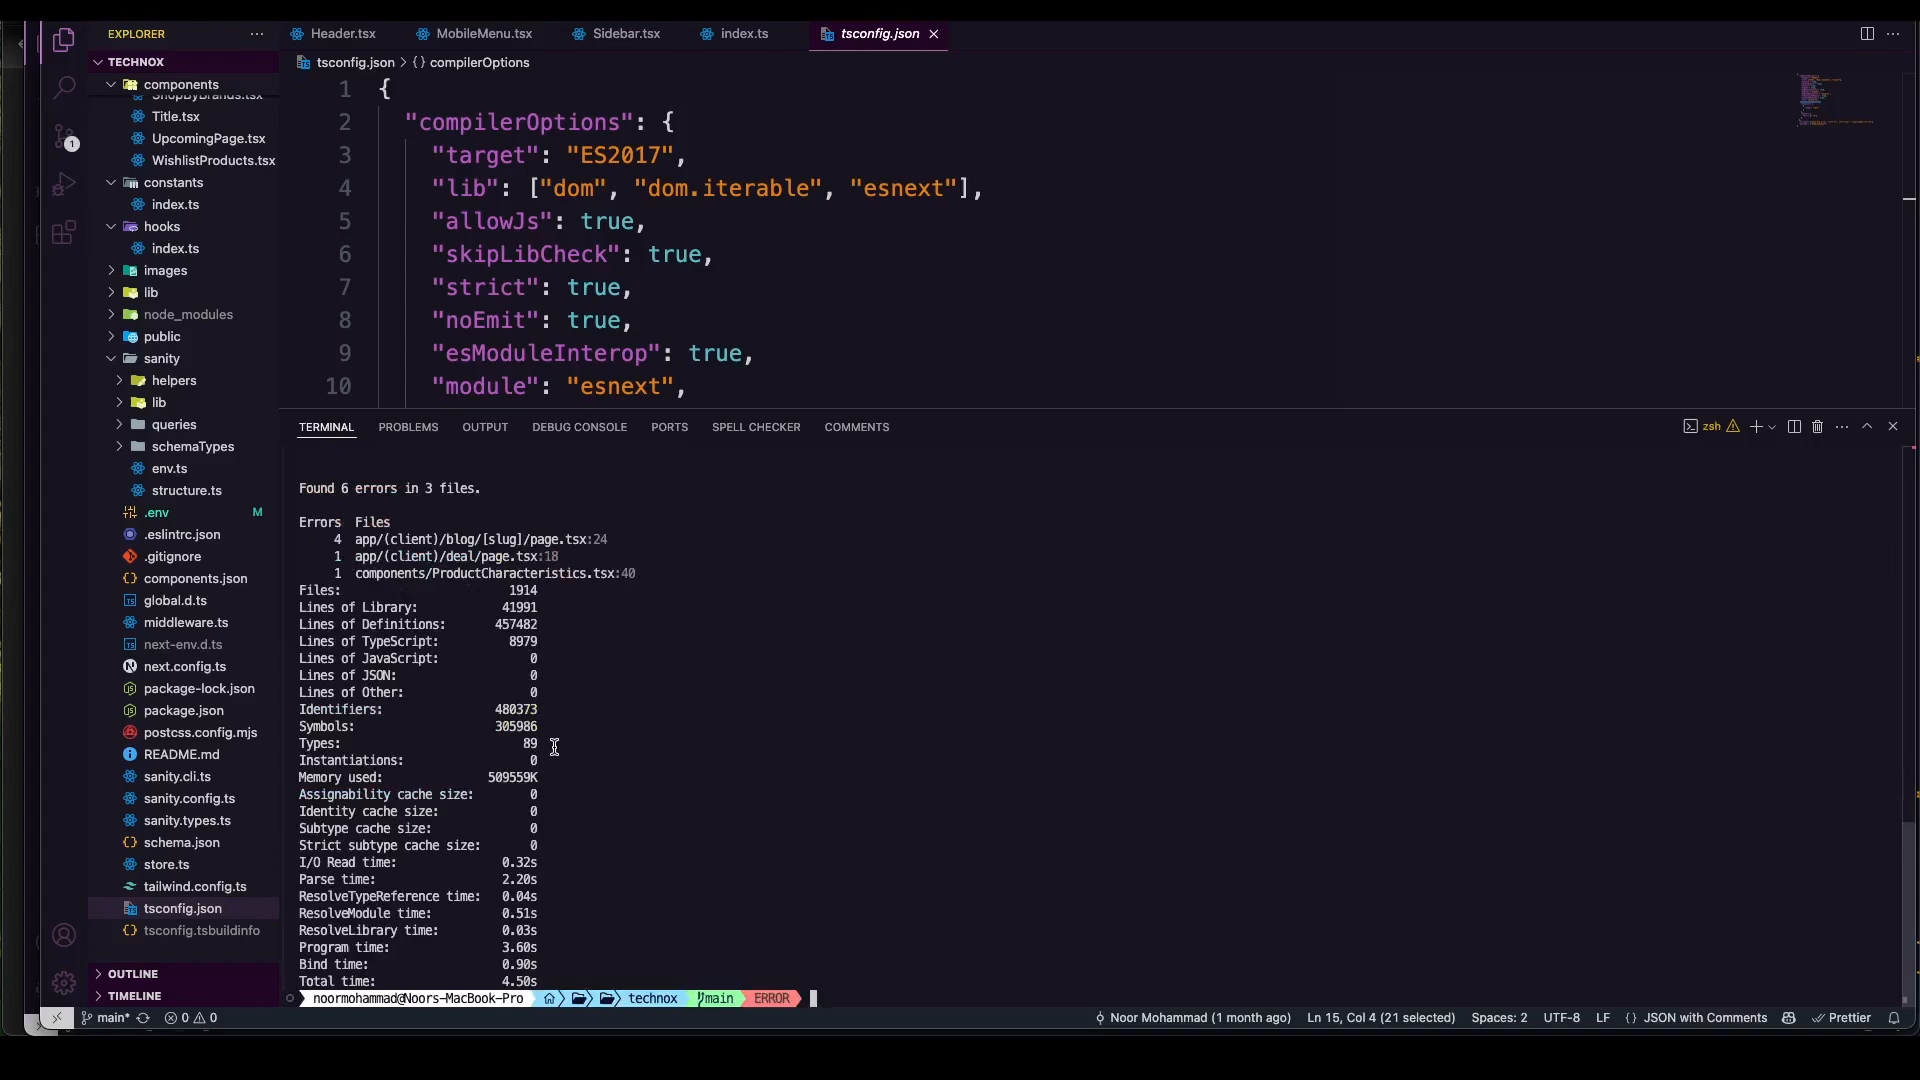 EXPLORER
TECHNOX
components
ShopByBrands.tsx
Title.tsx
UpcomingPage.tsx
WishlistProducts.tsx
constants
index.ts
hooks
index.ts
images
lib
node_modules
public
sanity
helpers
lib
queries
schemaTypes
env.ts
structure.ts
.env M
.eslintrc.json
.gitignore
components.json
global.d.ts
middleware.ts
next-env.d.ts
next.config.ts
package-lock.json
package.json
postcss.config.mjs
README.md
sanity.cli.ts
sanity.config.ts
sanity.types.ts
schema.json
store.ts
tailwind.config.ts
tsconfig.json
tsconfig.tsbuildinfo
OUTLINE
TIMELINE
1
Header.tsx MobileMenu.tsx Sidebar.tsx index.ts tsconfig.json
tsconfig.json > {} compilerOptions
1 {
2 "compilerOptions": {
3 "target": "ES2017",
4 "lib": ["dom", "dom.iterable", "esnext"],
5 "allowJs": true,
6 "skipLibCheck": true,
7 "strict": true,
8 "noEmit": true,
9 "esModuleInterop": true,
10 "module": "esnext",
TERMINAL PROBLEMS OUTPUT DEBUG CONSOLE PORTS SPELL CHECKER COMMENTS zsh
Found 6 errors in 3 files.
Errors Files
4 app/(client)/blog/[slug]/page.tsx:24
1 app/(client)/deal/page.tsx:18
1 components/ProductCharacteristics.tsx:40
Files: 1914
Lines of Library: 41991
Lines of Definitions: 457482
Lines of TypeScript: 8979
Lines of JavaScript: 0
Lines of JSON: 0
Lines of Other: 0
Identifiers: 480373
Symbols: 305986
Types: 89
Instantiations: 0
Memory used: 509559K
Assignability cache size: 0
Identity cache size: 0
Subtype cache size: 0
Strict subtype cache size: 0
I/O Read time: 0.32s
Parse time: 2.20s
ResolveTypeReference time: 0.04s
ResolveModule time: 0.51s
ResolveLibrary time: 0.03s
Program time: 3.60s
Bind time: 0.90s
Total time: 4.50s
noormohammad@Noors-MacBook-Pro technox main ERROR
main* 0 0 Noor Mohammad (1 month ago) Ln 15, Col 4 (21 selected) Spaces: 2 UTF-8 LF {} JSON with Comments Prettier